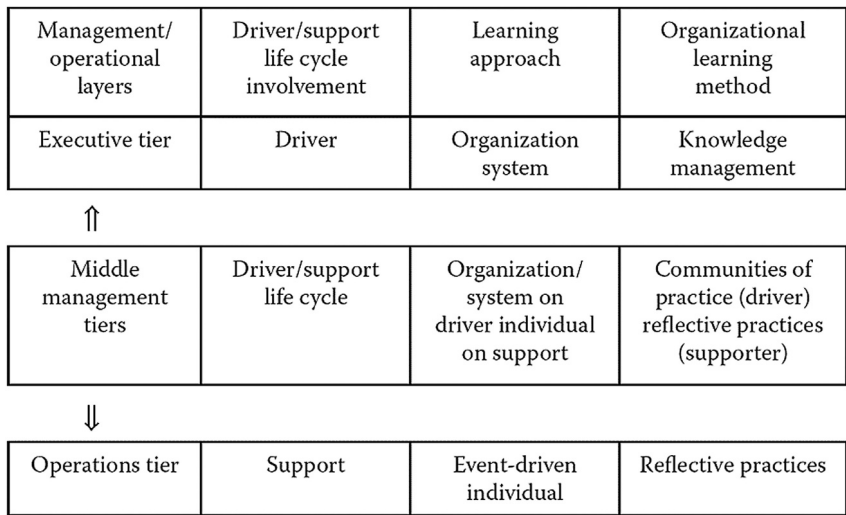 Management/
operational
layers
Driver/support
life cycle
involvement
Learning
approach
Organizational
learning
method
Executive tier
Driver
Organization
system
Knowledge
management
⇑
Middle
management
tiers
Driver/support
life cycle
Organization/
system on
driver individual
on support
Communities of
practice (driver)
reflective practices
(supporter)
⇓
Operations tier
Support
Event-driven
individual
Reflective practices